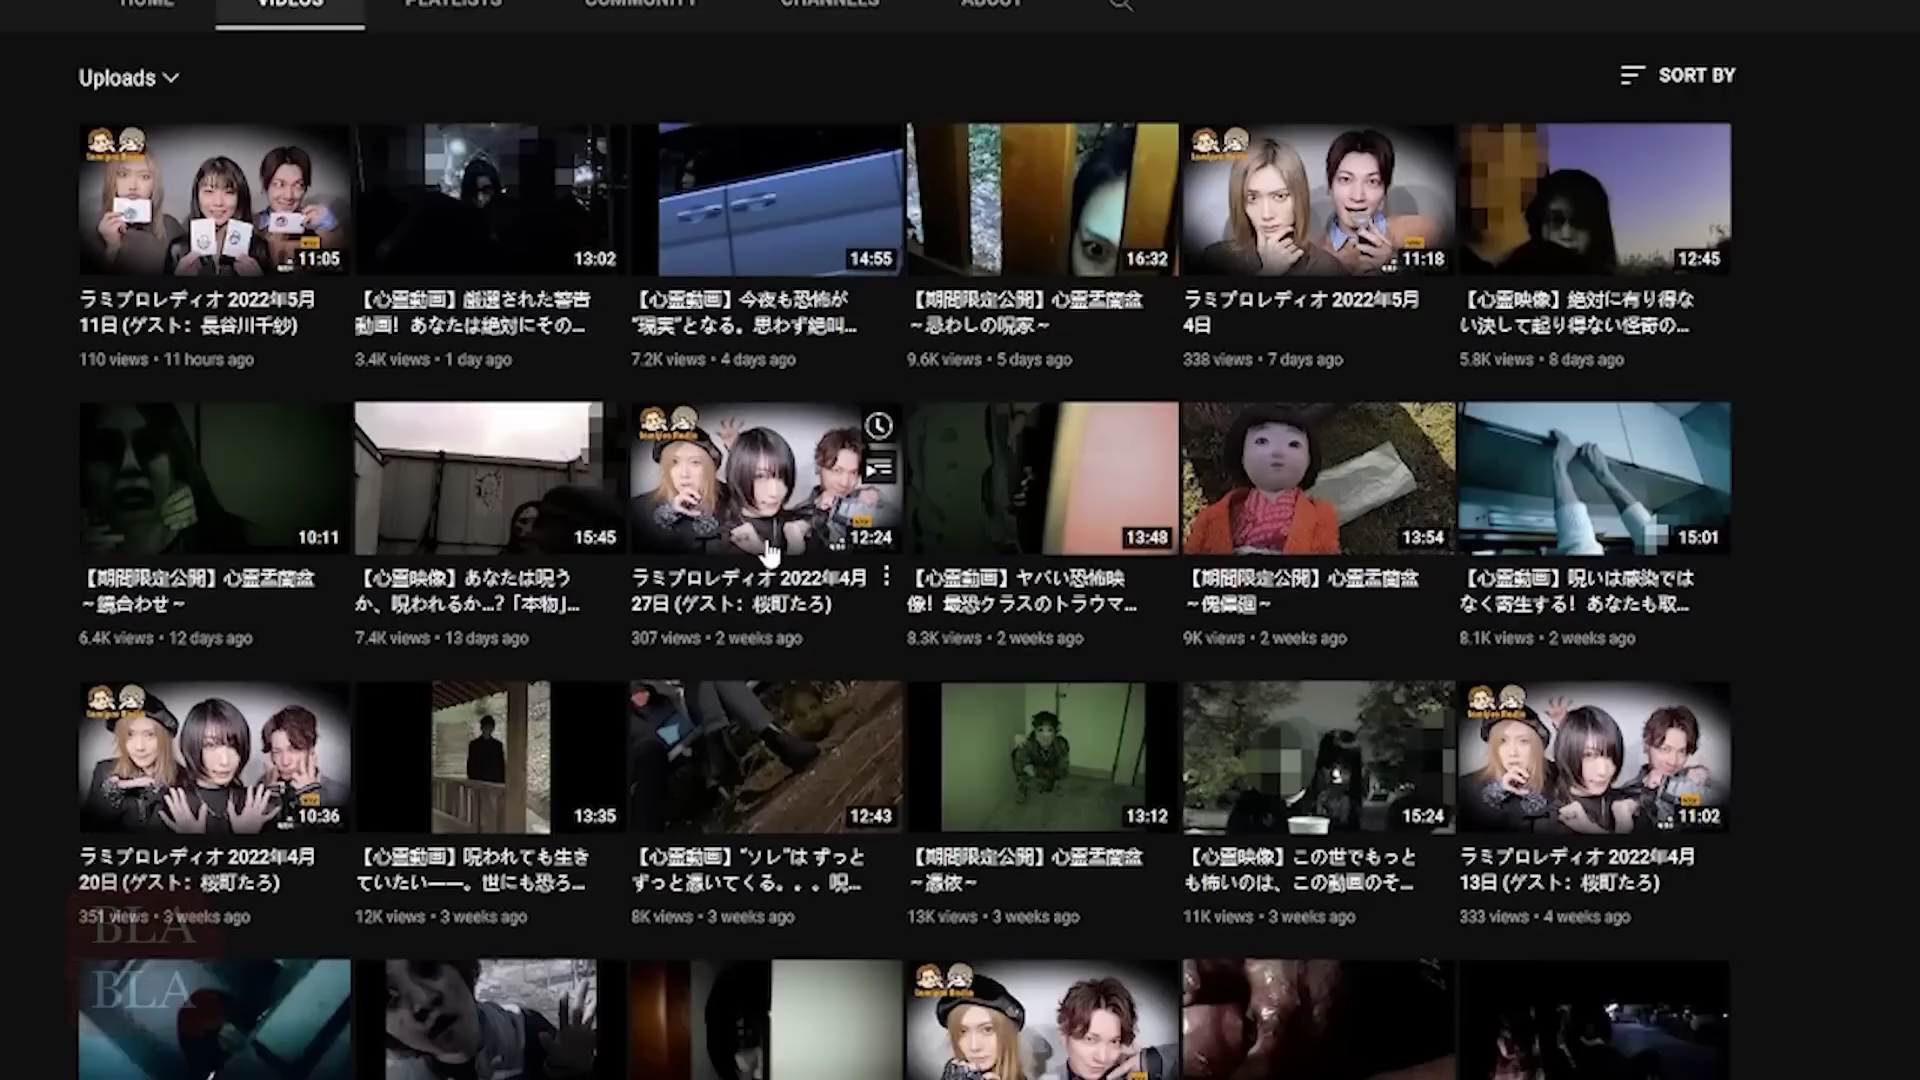 HOME VIDEOS PLAYLISTS COMMUNITY CHANNELS ABOUT
Uploads
SORT BY
11:05
13:02
14:55
16:32
11:18
12:45
ラミプロレディオ 2022年5月
11日 (ゲスト：長谷川千紗)
110 views • 11 hours ago
【心霊動画】厳選された警告
動画！あなたは絶対にその...
3.4K views • 1 day ago
【心霊動画】今夜も恐怖が
“現実”となる。思わず絶叫...
7.2K views • 4 days ago
【期間限定公開】心霊盂蘭盆
～忌わしの呪家～
9.6K views • 5 days ago
ラミプロレディオ 2022年5月
4日
338 views • 7 days ago
【心霊映像】絶対に有り得な
い決して起り得ない怪奇の...
5.8K views • 8 days ago
10:11
15:45
12:24
13:48
13:54
15:01
【期間限定公開】心霊盂蘭盆
～鏡合わせ～
6.4K views • 12 days ago
【心霊映像】あなたは呪う
か、呪われるか...?「本物」...
7.4K views • 13 days ago
ラミプロレディオ 2022年4月
27日 (ゲスト：桜町たろ)
307 views • 2 weeks ago
【心霊動画】ヤバい恐怖映
像！最恐クラスのトラウマ...
8.3K views • 2 weeks ago
【期間限定公開】心霊盂蘭盆
～傀儡廻～
9K views • 2 weeks ago
【心霊動画】呪いは感染では
なく寄生する！あなたも取...
8.1K views • 2 weeks ago
10:36
13:35
12:43
13:12
15:24
11:02
ラミプロレディオ 2022年4月
20日 (ゲスト：桜町たろ)
351 views • 3 weeks ago
【心霊動画】呪われても生き
ていたい——。世にも恐ろ...
12K views • 3 weeks ago
【心霊動画】“ソレ”は ずっと
ずっと憑いてくる。。。呪...
8K views • 3 weeks ago
【期間限定公開】心霊盂蘭盆
～憑依～
13K views • 3 weeks ago
【心霊映像】この世でもっと
も怖いのは、この動画のそ...
11K views • 3 weeks ago
ラミプロレディオ 2022年4月
13日 (ゲスト：桜町たろ)
333 views • 4 weeks ago
BLA
BLA